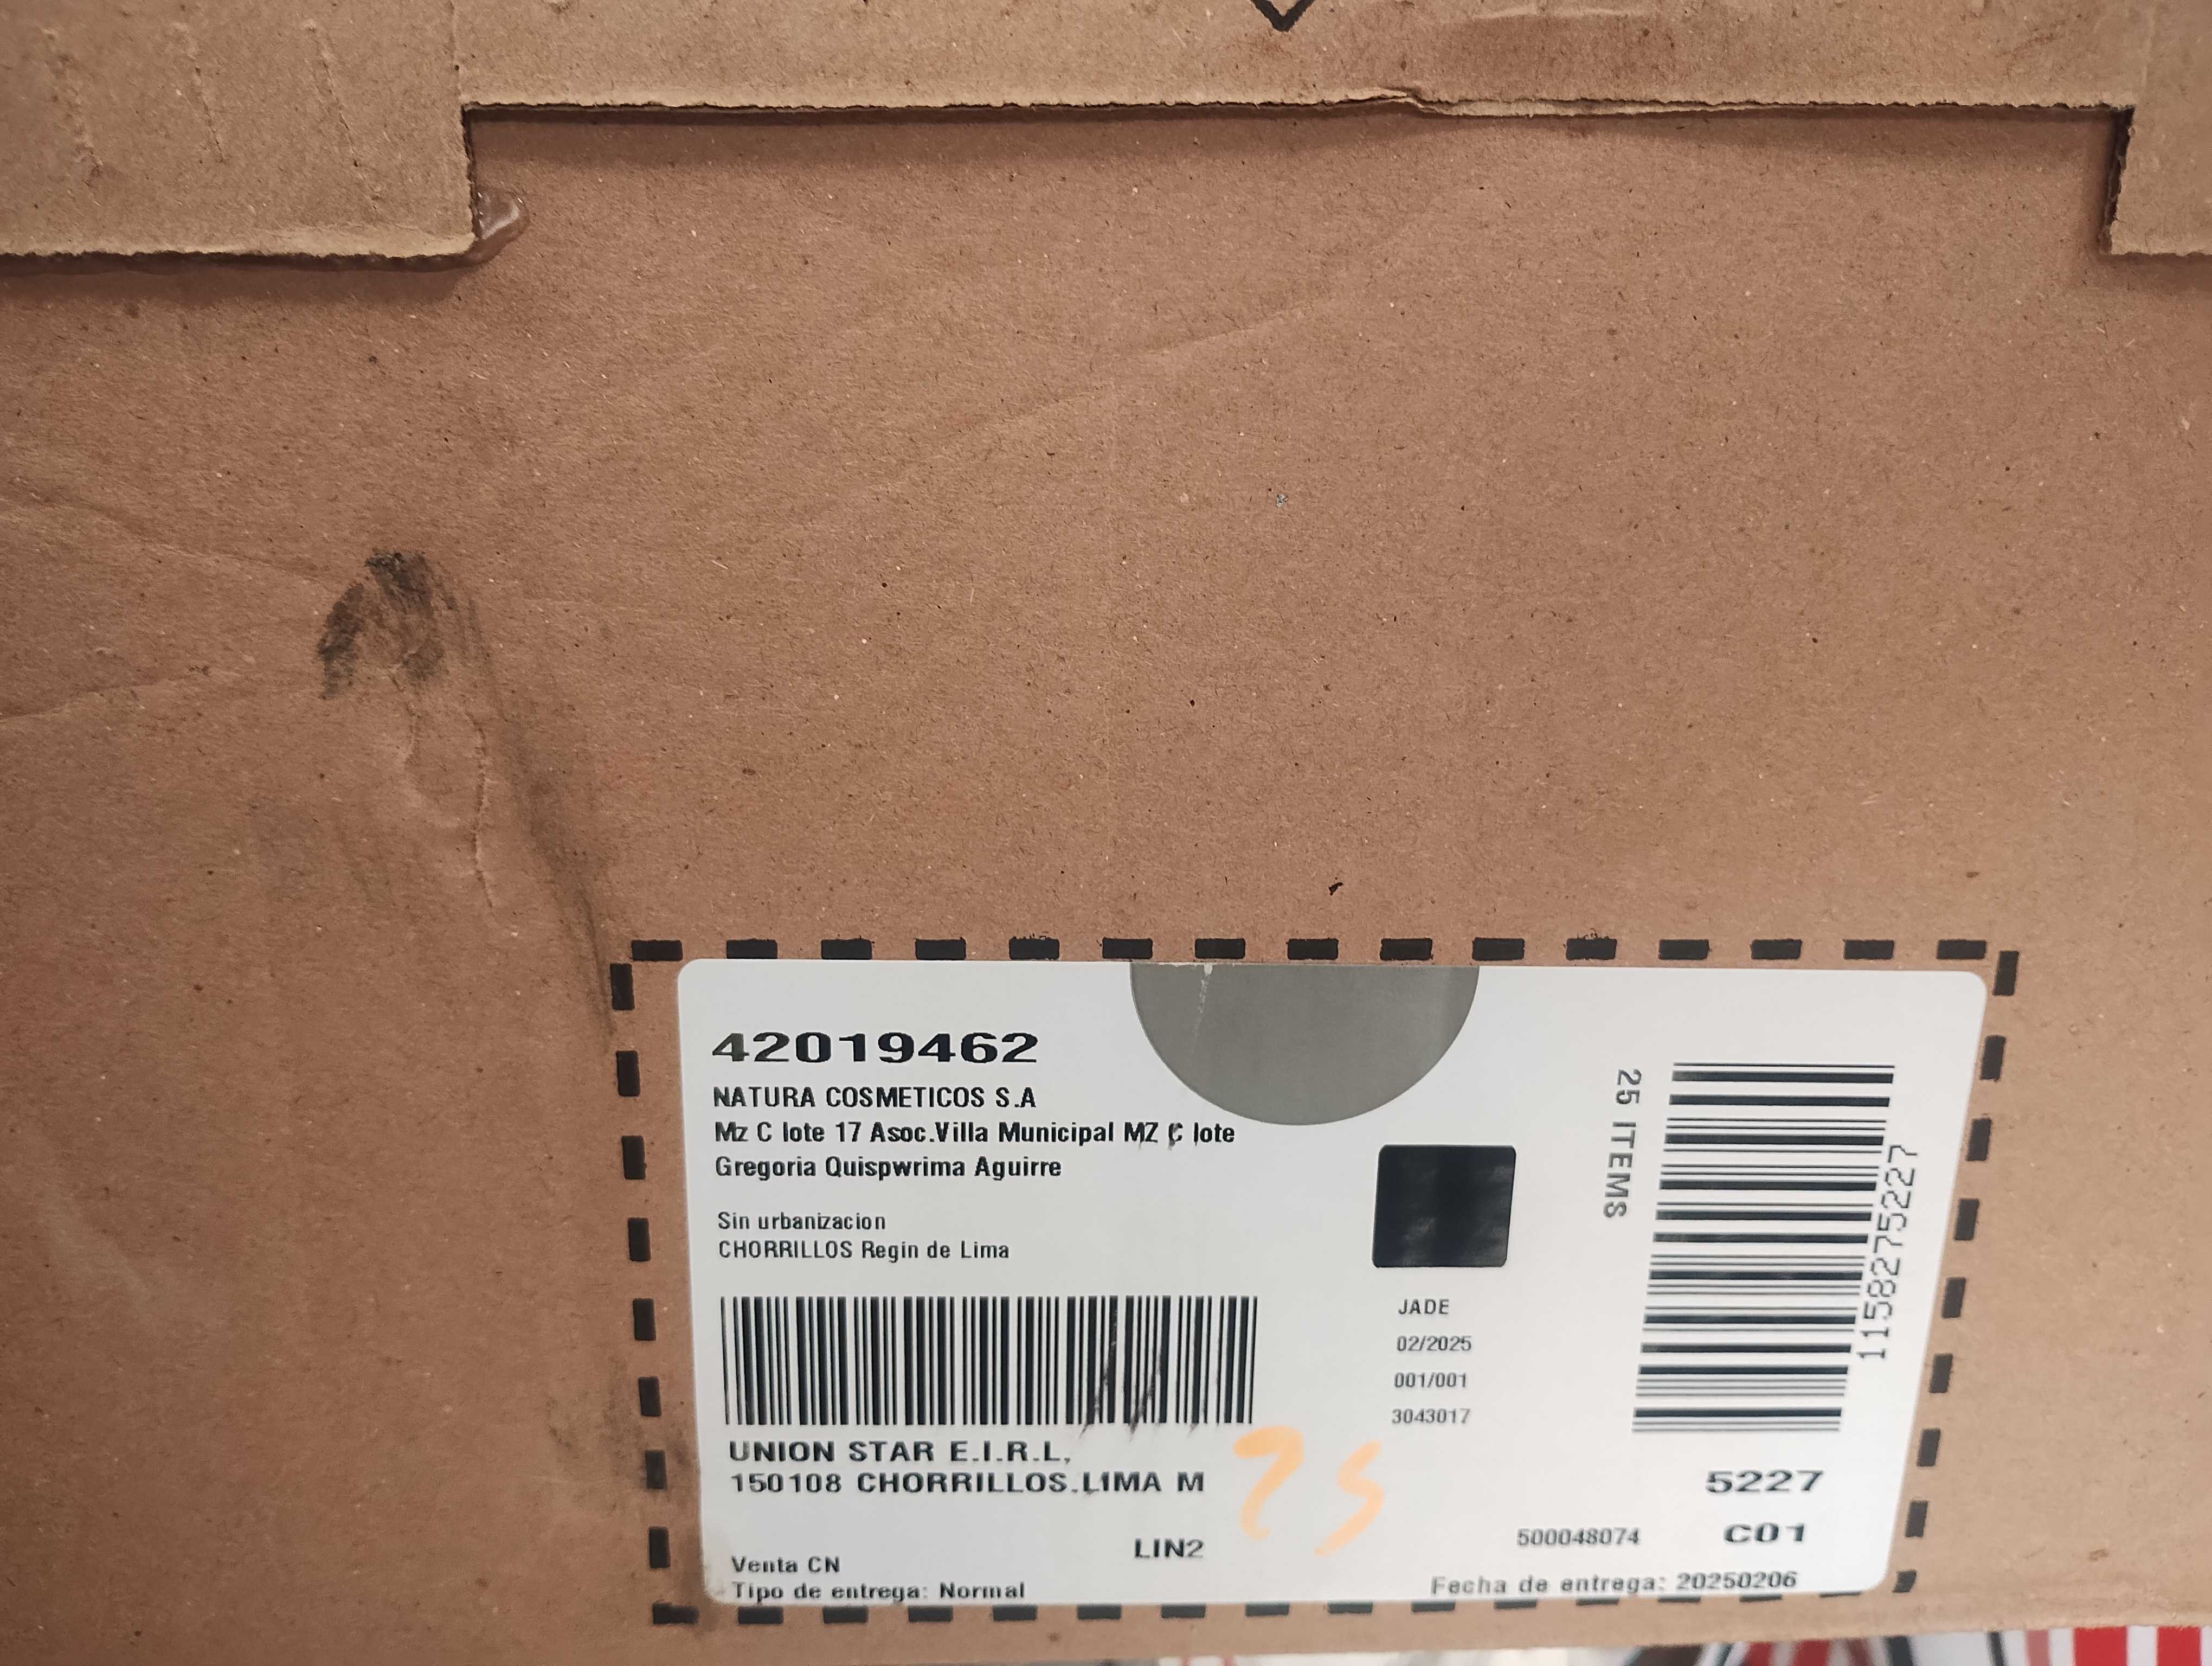 42019462
NATURA COSMETICOS S.A
Mz C lote 17 Asoc.Villa Municipal MZ C lote
Gregoria Quispwrima Aguirre
Sin urbanizacion
CHORRILLOS Regin de Lima
UNION STAR E.I.R.L,
150108 CHORRILLOS.LIMA M
LIN2
Venta CN
Tipo de entrega: Normal
25
JADE
02/2025
001/001
3043017
25 ITEMS
1158275227
5227
500048074 C01
Fecha de entrega: 20250206